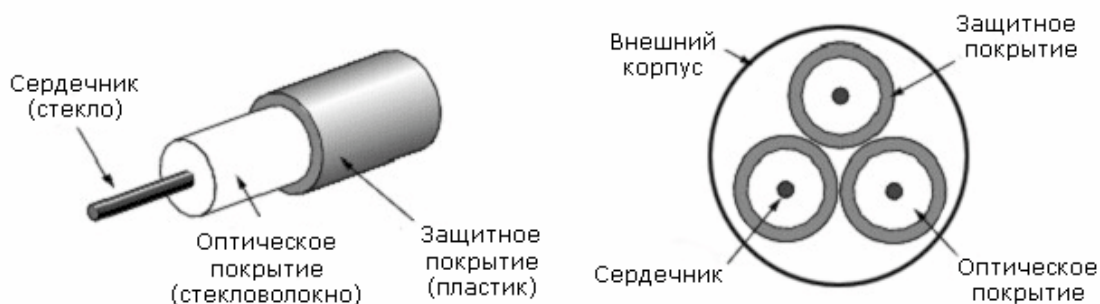 Сердечник
(стекло)
Оптическое
покрытие
(стекловолокно)
Защитное
покрытие
(пластик)
Внешний
корпус
Защитное
покрытие
Сердечник
Оптическое
покрытие